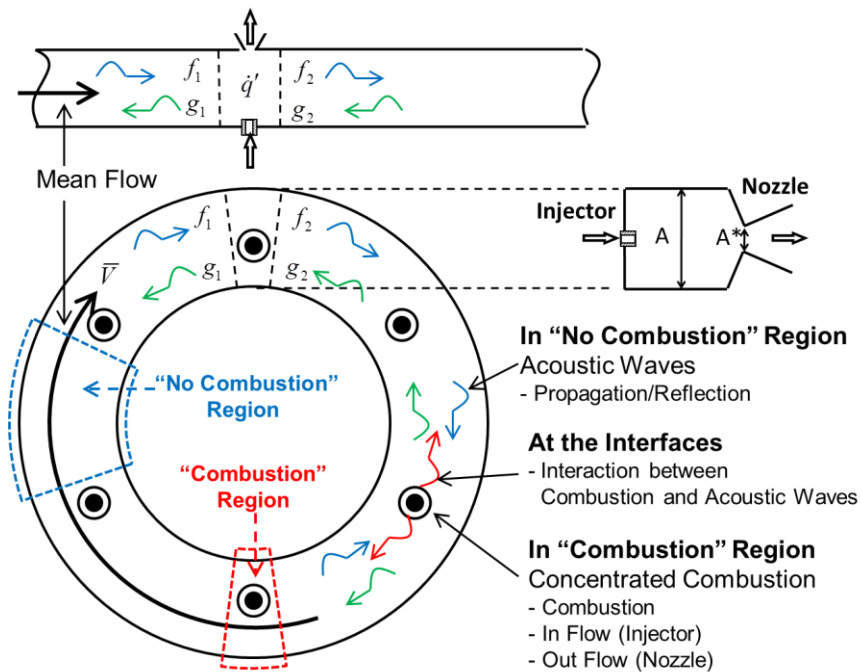 f₁
q̇′
f₂
g₁
g₂
Mean Flow
Nozzle
Injector
A
A*
f₁
f₂
g₁
g₂
V̅
In “No Combustion” Region
Acoustic Waves
- Propagation/Reflection
“No Combustion”
Region
At the Interfaces
- Interaction between
Combustion and Acoustic Waves
“Combustion”
Region
In “Combustion” Region
Concentrated Combustion
- Combustion
- In Flow (Injector)
- Out Flow (Nozzle)